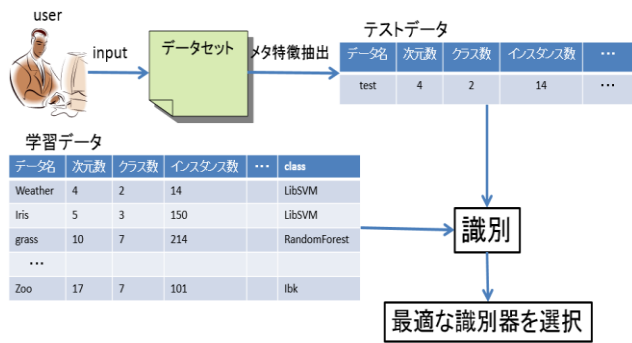 user
input
データセット
メタ特徴抽出
テストデータ
データ名 次元数 クラス数 インスタンス数 …
test 4 2 14 …
学習データ
データ名 次元数 クラス数 インスタンス数 … class
Weather 4 2 14 LibSVM
Iris 5 3 150 LibSVM
grass 10 7 214 RandomForest
…
Zoo 17 7 101 Ibk
識別
最適な識別器を選択